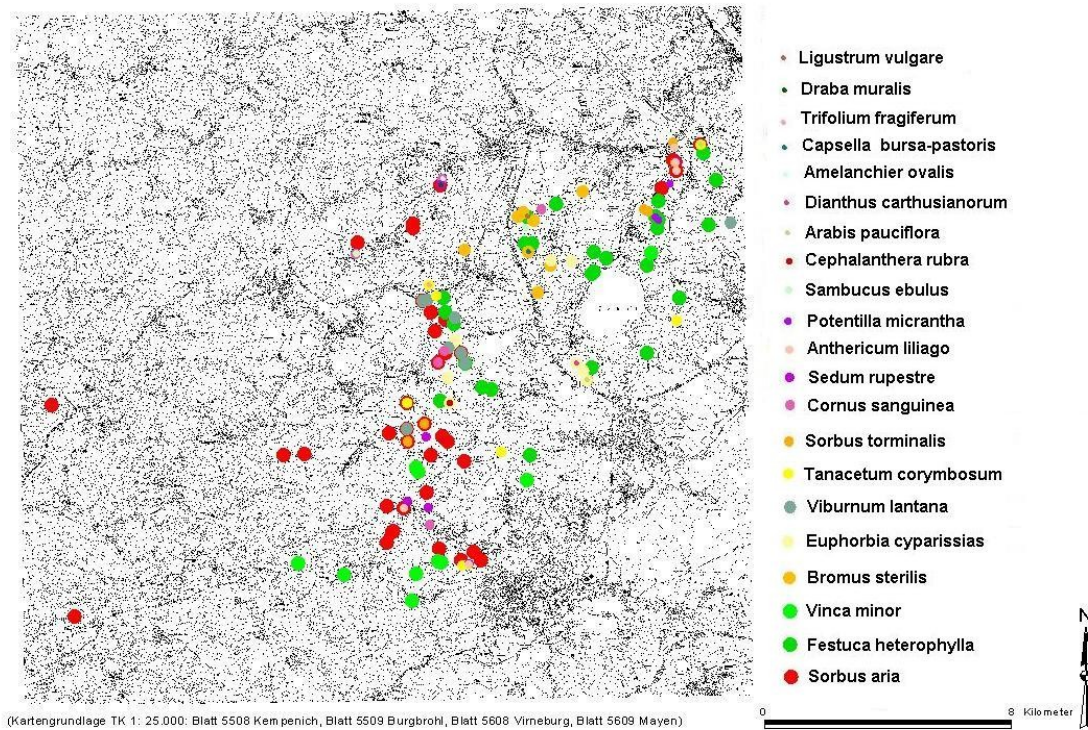 Ligustrum vulgare
Draba muralis
Trifolium fragiferum
Capsella bursa-pastoris
Amelanchier ovalis
Dianthus carthusianorum
Arabis pauciflora
Cephalanthera rubra
Sambucus ebulus
Potentilla micrantha
Anthericum liliago
Sedum rupestre
Cornus sanguinea
Sorbus torminalis
Tanacetum corymbosum
Viburnum lantana
Euphorbia cyparissias
Bromus sterilis
Vinca minor
Festuca heterophylla
Sorbus aria
N
0 8 Kilometer
(Kartengrundlage TK 1: 25.000: Blatt 5508 Kempenich, Blatt 5509 Burgbrohl, Blatt 5608 Virneburg, Blatt 5609 Mayen)